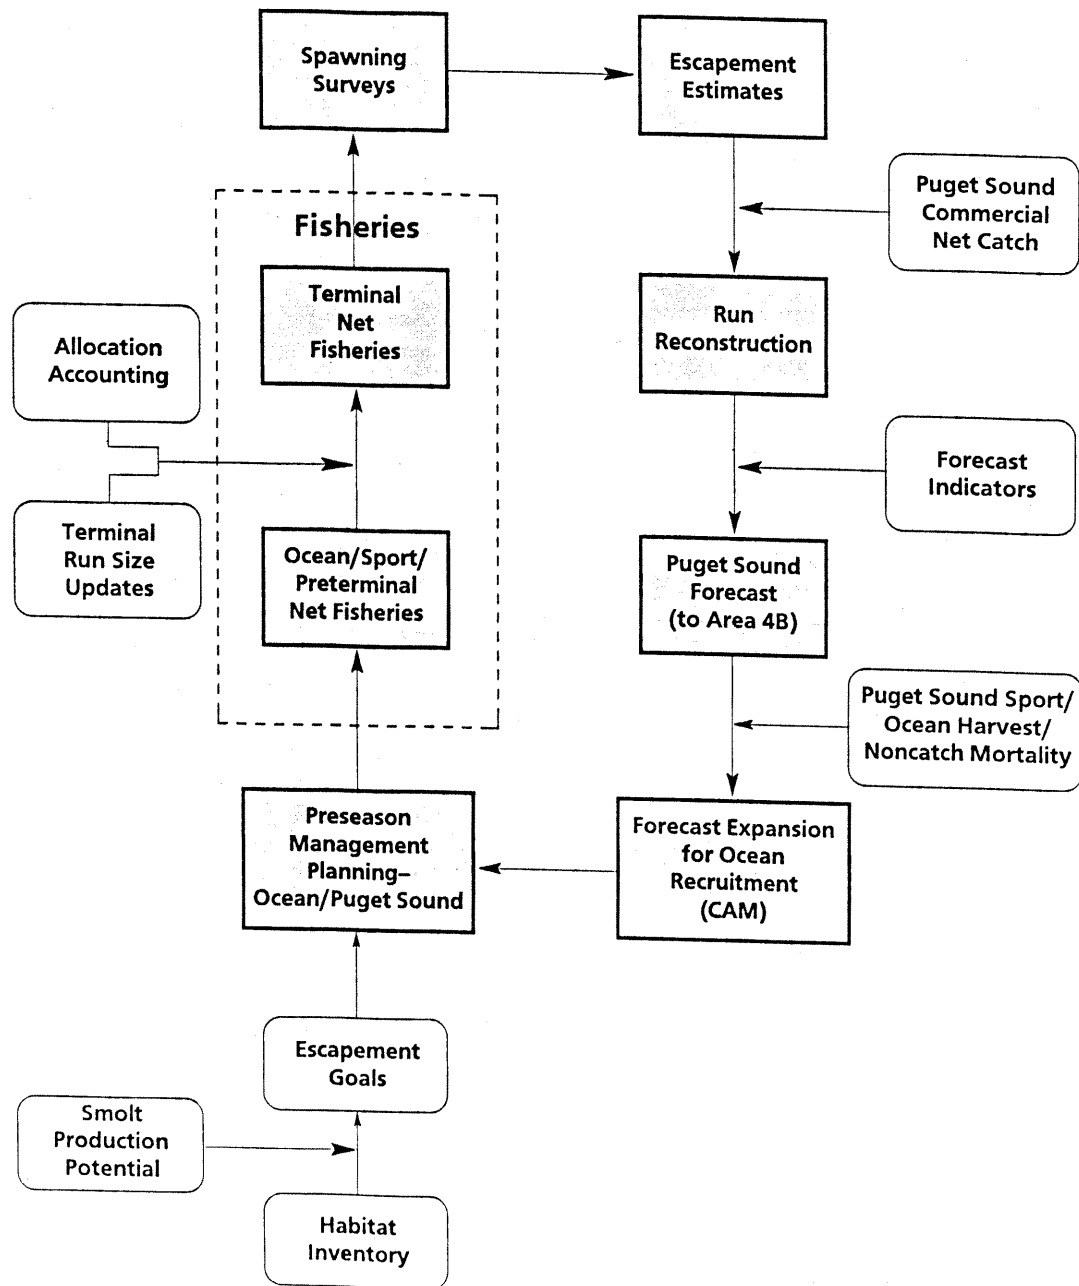 Spawning
Surveys
Escapement
Estimates
Puget Sound
Commercial
Net Catch
Fisheries
Terminal
Net
Fisheries
Run
Reconstruction
Allocation
Accounting
Forecast
Indicators
Terminal
Run Size
Updates
Ocean/Sport/
Preterminal
Net Fisheries
Puget Sound
Forecast
(to Area 4B)
Puget Sound Sport/
Ocean Harvest/
Noncatch Mortality
Preseason
Management
Planning–
Ocean/Puget Sound
Forecast Expansion
for Ocean
Recruitment
(CAM)
Escapement
Goals
Smolt
Production
Potential
Habitat
Inventory